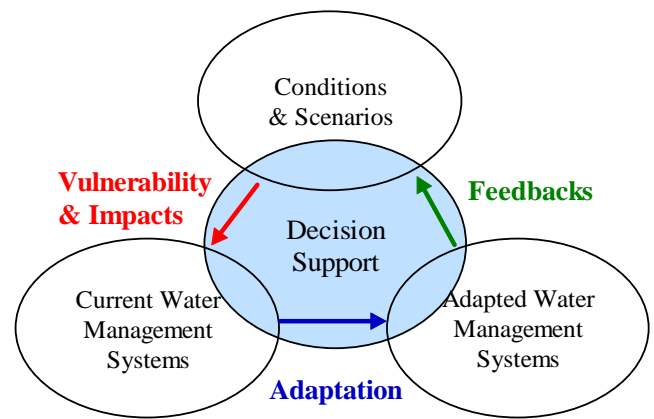 Conditions
& Scenarios
Vulnerability
& Impacts
Feedbacks
Decision
Support
Current Water
Management
Systems
Adapted Water
Management
Systems
Adaptation